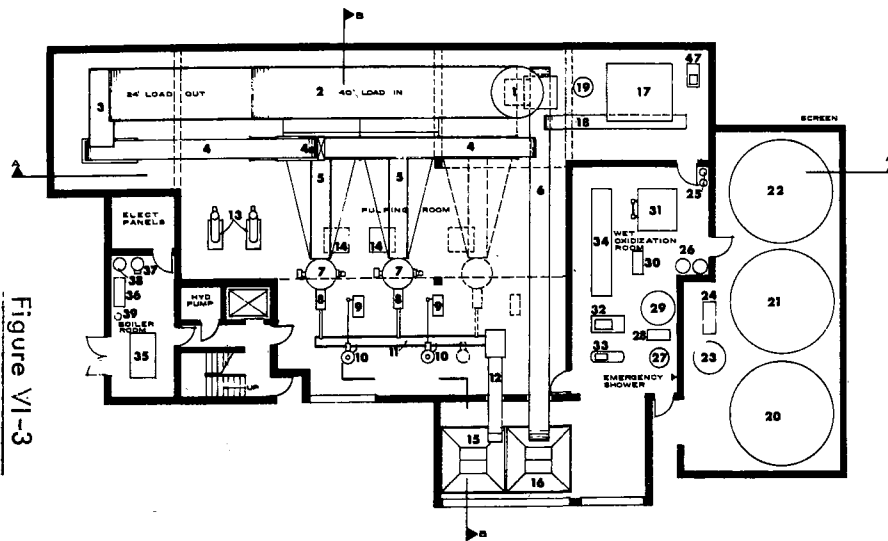 B
47
24' LOAD OUT
2
40' LOAD IN
1
19
17
3
18
SCREEN
4
4
4
A
A
5
5
6
25
22
ELECT
PANELS
13
PULPING ROOM
31
34
WET
OXIDIZATION
ROOM
14
14
30
26
7
7
37
38
36
HYD
PUMP
8
8
9
9
29
24
21
39
BOILER
ROOM
32
28
35
10
11
10
33
27
23
12
EMERGENCY
SHOWER
UP
20
15
16
B
Figure VI-3